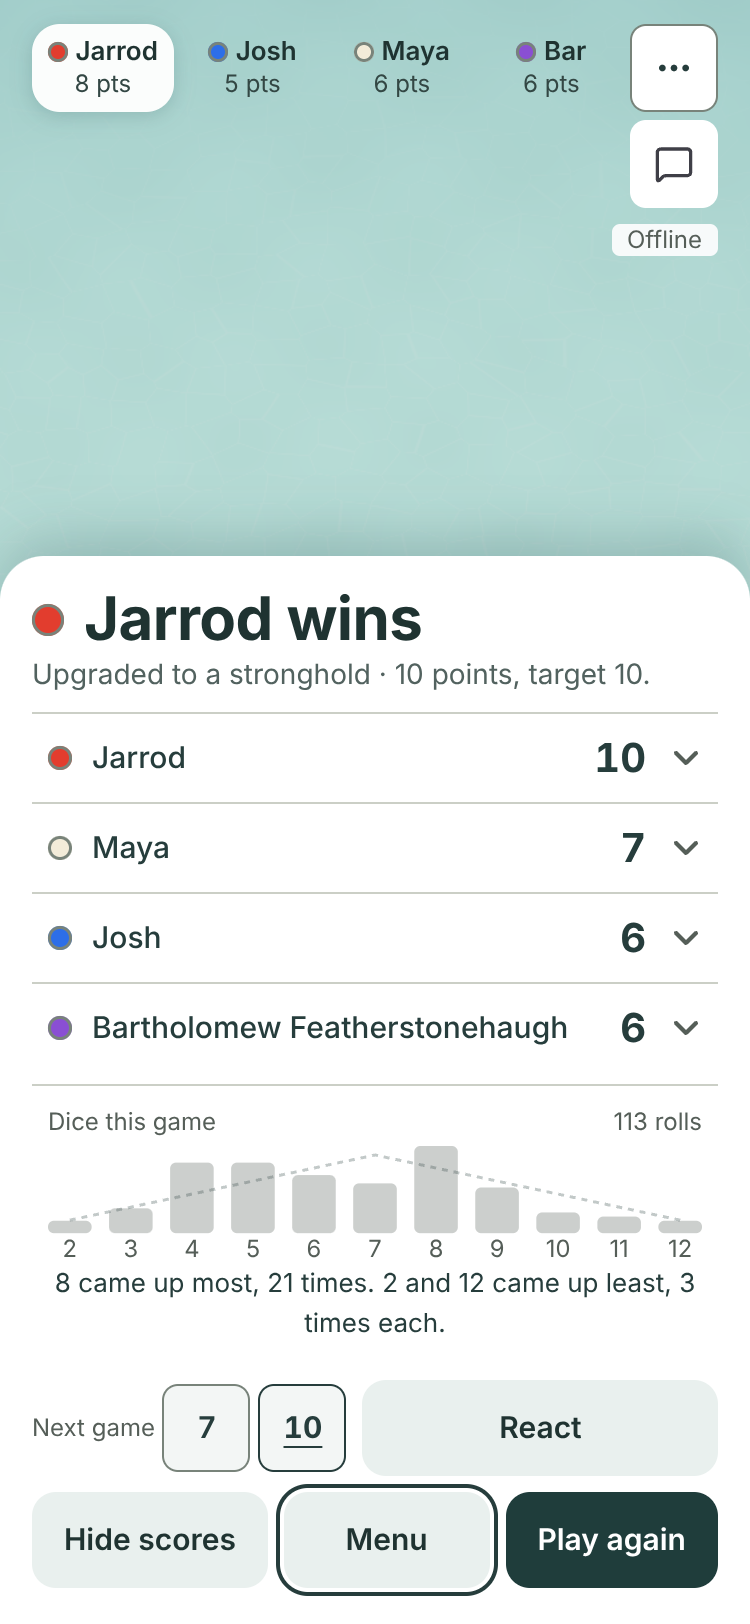 Jarrod
8 pts
Josh
5 pts
Maya
6 pts
Bar
6 pts
Offline
Jarrod wins
Upgraded to a stronghold · 10 points, target 10.
Jarrod 10
Maya 7
Josh 6
Bartholomew Featherstonehaugh 6
Dice this game 113 rolls
2 3 4 5 6 7 8 9 10 11 12
8 came up most, 21 times. 2 and 12 came up least, 3
times each.
Next game 7 10 React
Hide scores Menu Play again